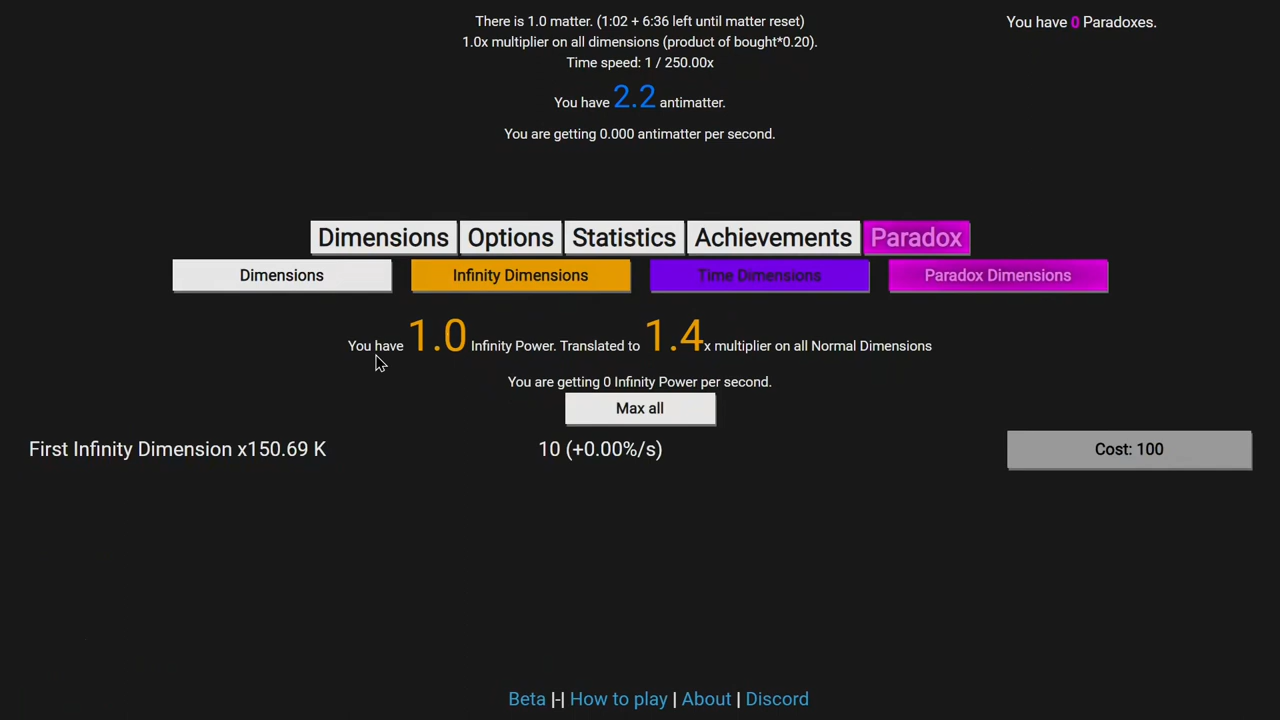 There is 1.0 matter. (1:02 + 6:36 left until matter reset)
You have 0 Paradoxes.
1.0x multiplier on all dimensions (product of bought*0.20).
Time speed: 1 / 250.00x
You have 2.2 antimatter.
You are getting 0.000 antimatter per second.
Dimensions Options Statistics Achievements Paradox
Dimensions Infinity Dimensions Time Dimensions Paradox Dimensions
You have 1.0 Infinity Power. Translated to 1.4x multiplier on all Normal Dimensions
You are getting 0 Infinity Power per second.
Max all
First Infinity Dimension x150.69 K 10 (+0.00%/s) Cost: 100
Beta |-| How to play | About | Discord